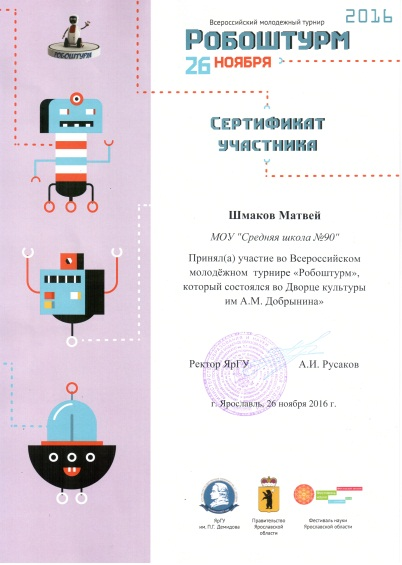 РОБОШТУРМ
2016
Всероссийский молодежный турнир
РОБОШТУРМ
26 НОЯБРЯ
СЕРТИФИКАТ
УЧАСТНИКА
Шмаков Матвей
МОУ "Средняя школа №90"
Принял(а) участие во Всероссийском
молодёжном турнире «Робоштурм»,
который состоялся во Дворце культуры
им А.М. Добрынина»
Ректор ЯрГУ А.И. Русаков
г. Ярославль, 26 ноября 2016 г.
ЯрГУ
им. П.Г. Демидова
Правительство
Ярославской
области
Фестиваль науки
Ярославской области